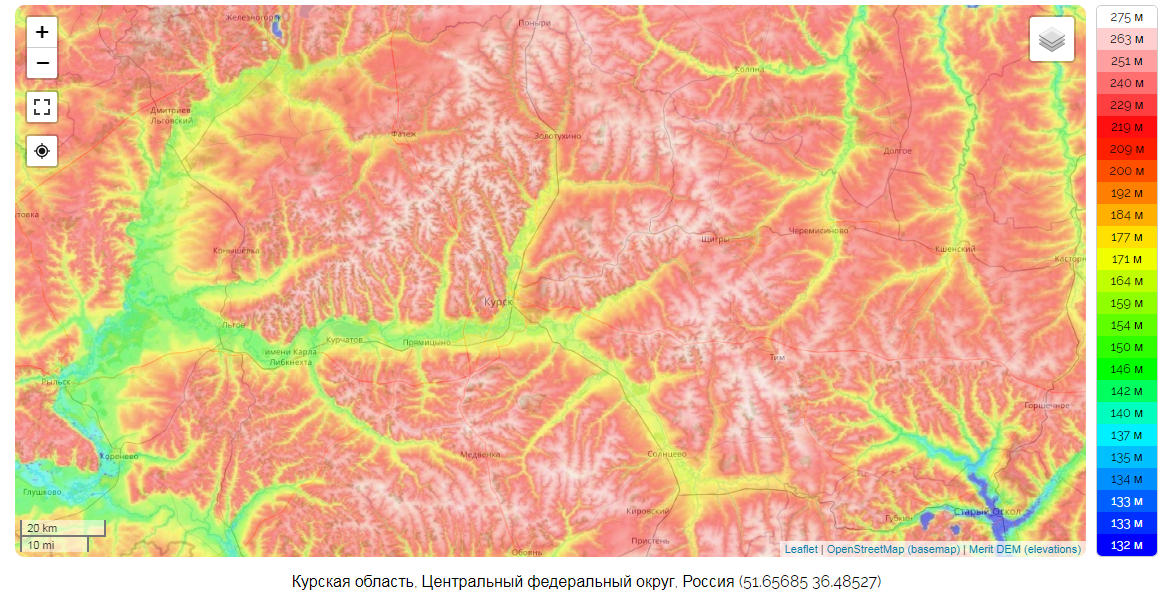 +
−
Железногорск
Поныри
Колпна
Дмитриев-
Льговский
Фатеж
Золотухино
Долгое
товка
Конышёвка
Щигры
Черемисиново
Кшенский
Касторн
Курск
Льгов
Курчатов
Прямицыно
имени Карла
Либкнехта
Тим
Рыльск
Горшечное
Коренево
Медвенка
Солнцево
Глушково
Кировский
Губкин
Старый Оскол
Пристень
Обоянь
20 km
10 mi
Leaflet | OpenStreetMap (basemap) | Merit DEM (elevations)
275 м
263 м
251 м
240 м
229 м
219 м
209 м
200 м
192 м
184 м
177 м
171 м
164 м
159 м
154 м
150 м
146 м
142 м
140 м
137 м
135 м
134 м
133 м
133 м
132 м
Курская область, Центральный федеральный округ, Россия (51.65685 36.48527)